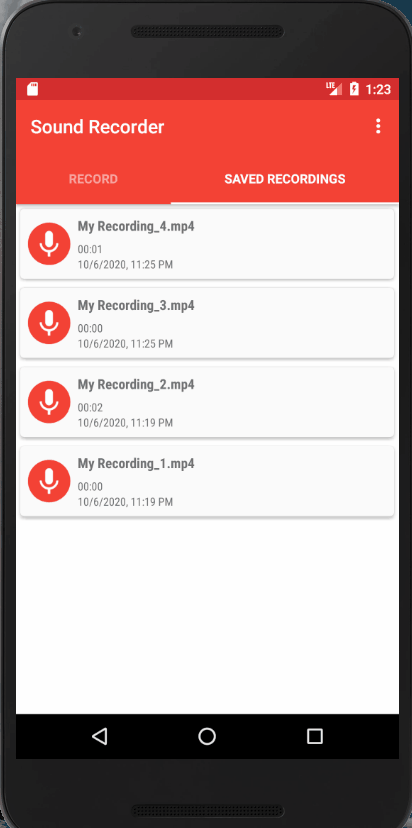 LTE 1:23
Sound Recorder
RECORD SAVED RECORDINGS
My Recording_4.mp4
00:01
10/6/2020, 11:25 PM
My Recording_3.mp4
00:00
10/6/2020, 11:25 PM
My Recording_2.mp4
00:02
10/6/2020, 11:19 PM
My Recording_1.mp4
00:00
10/6/2020, 11:19 PM